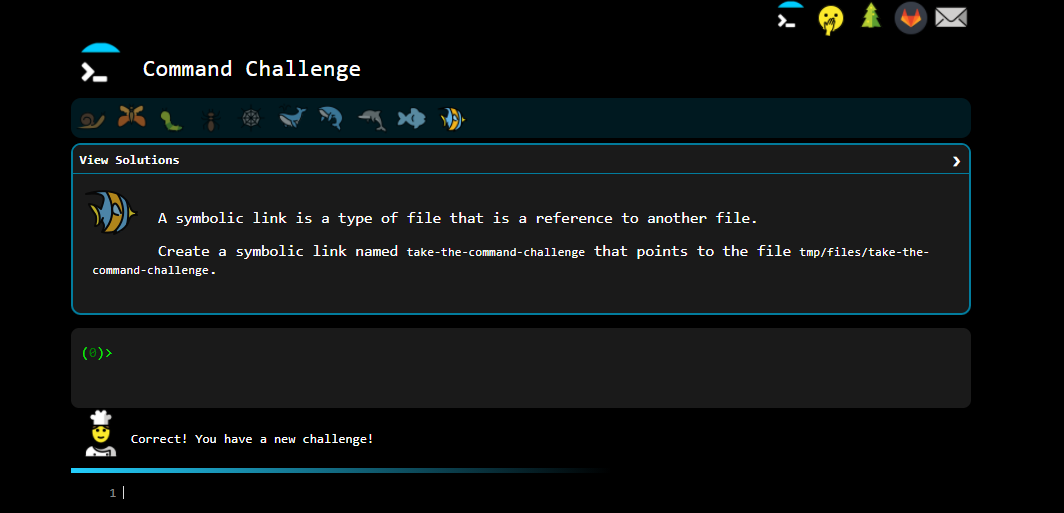 Command Challenge
View Solutions
A symbolic link is a type of file that is a reference to another file.
Create a symbolic link named take-the-command-challenge that points to the file tmp/files/take-the-
command-challenge.
(0)>
Correct! You have a new challenge!
1